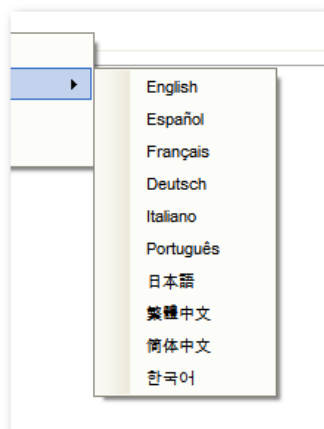 English
Español
Français
Deutsch
Italiano
Português
日本語
繁體中文
简体中文
한국어